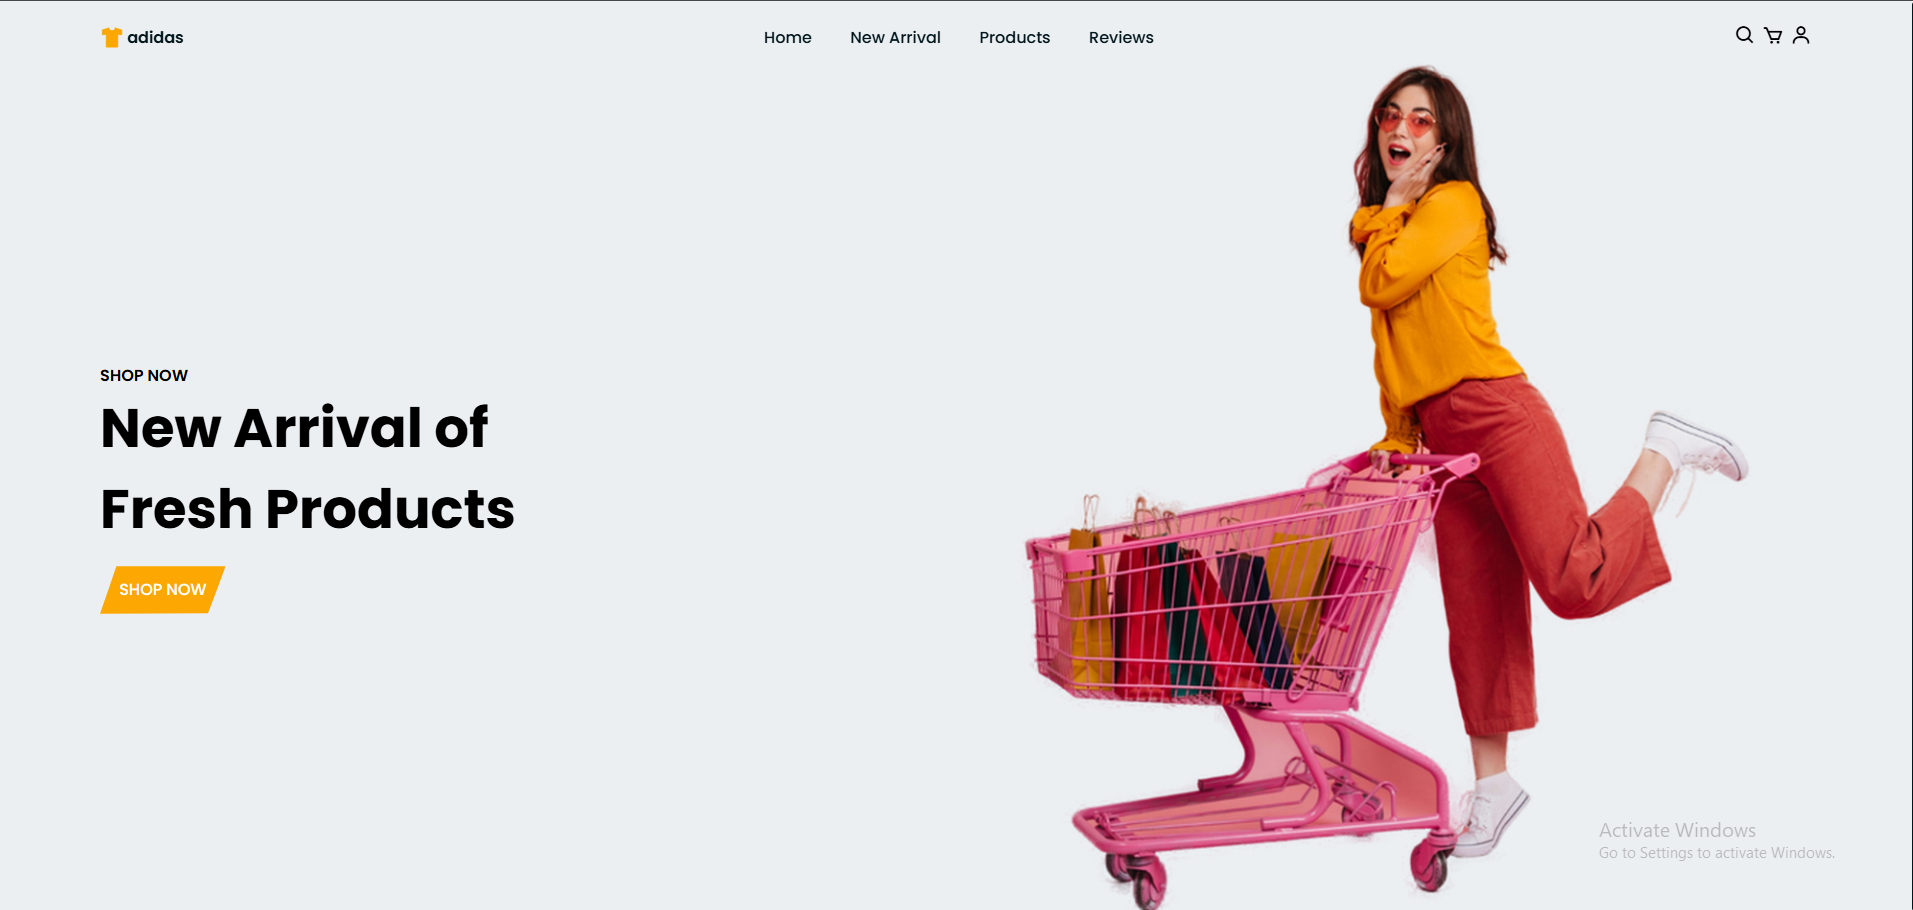 adidas
Home New Arrival Products Reviews
SHOP NOW
New Arrival of
Fresh Products
SHOP NOW
Activate Windows
Go to Settings to activate Windows.